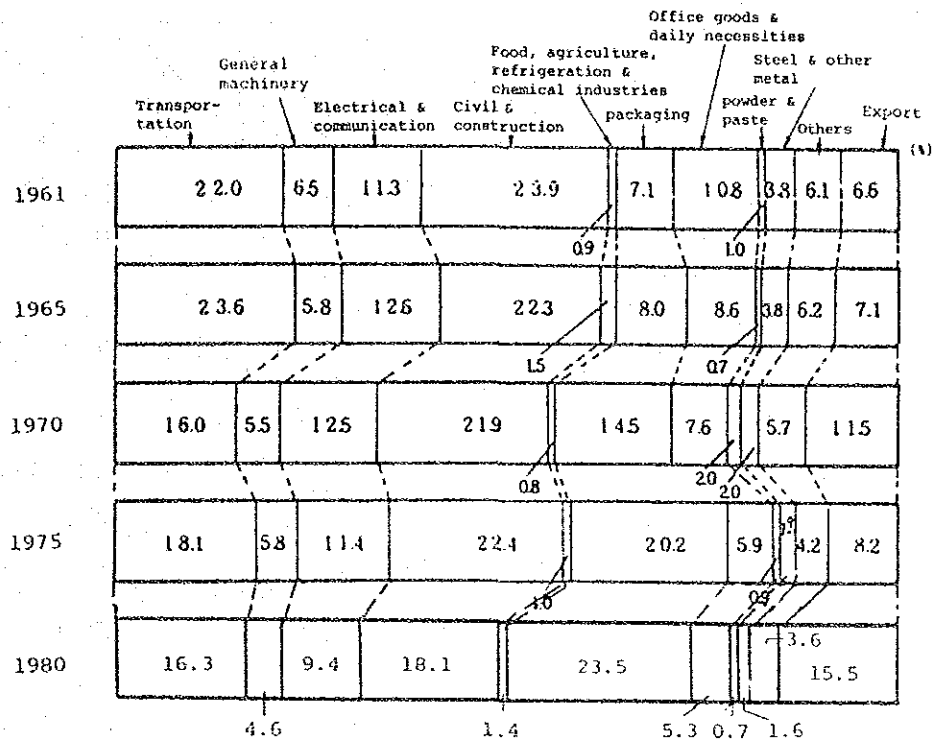 Office goods &
daily necessities
Food, agriculture,
refrigeration &
chemical industries
Steel & other
metal
General
machinery
Transpor-
tation
Electrical &
communication
Civil &
construction
packaging
powder &
paste
Others
Export
(%)
1961 22.0 6.5 11.3 23.9 7.1 10.8 3.8 6.1 6.6
0.9 1.0
1965 23.6 5.8 12.6 22.3 8.0 8.6 3.8 6.2 7.1
1.5 0.7
1970 16.0 5.5 12.5 21.9 14.5 7.6 5.7 11.5
0.8 2.0 2.0
1975 18.1 5.8 11.4 22.4 20.2 5.9 4.2 8.2
1.0 0.9
3.6
1980 16.3 9.4 18.1 23.5 15.5
4.6 1.4 5.3 0.7 1.6